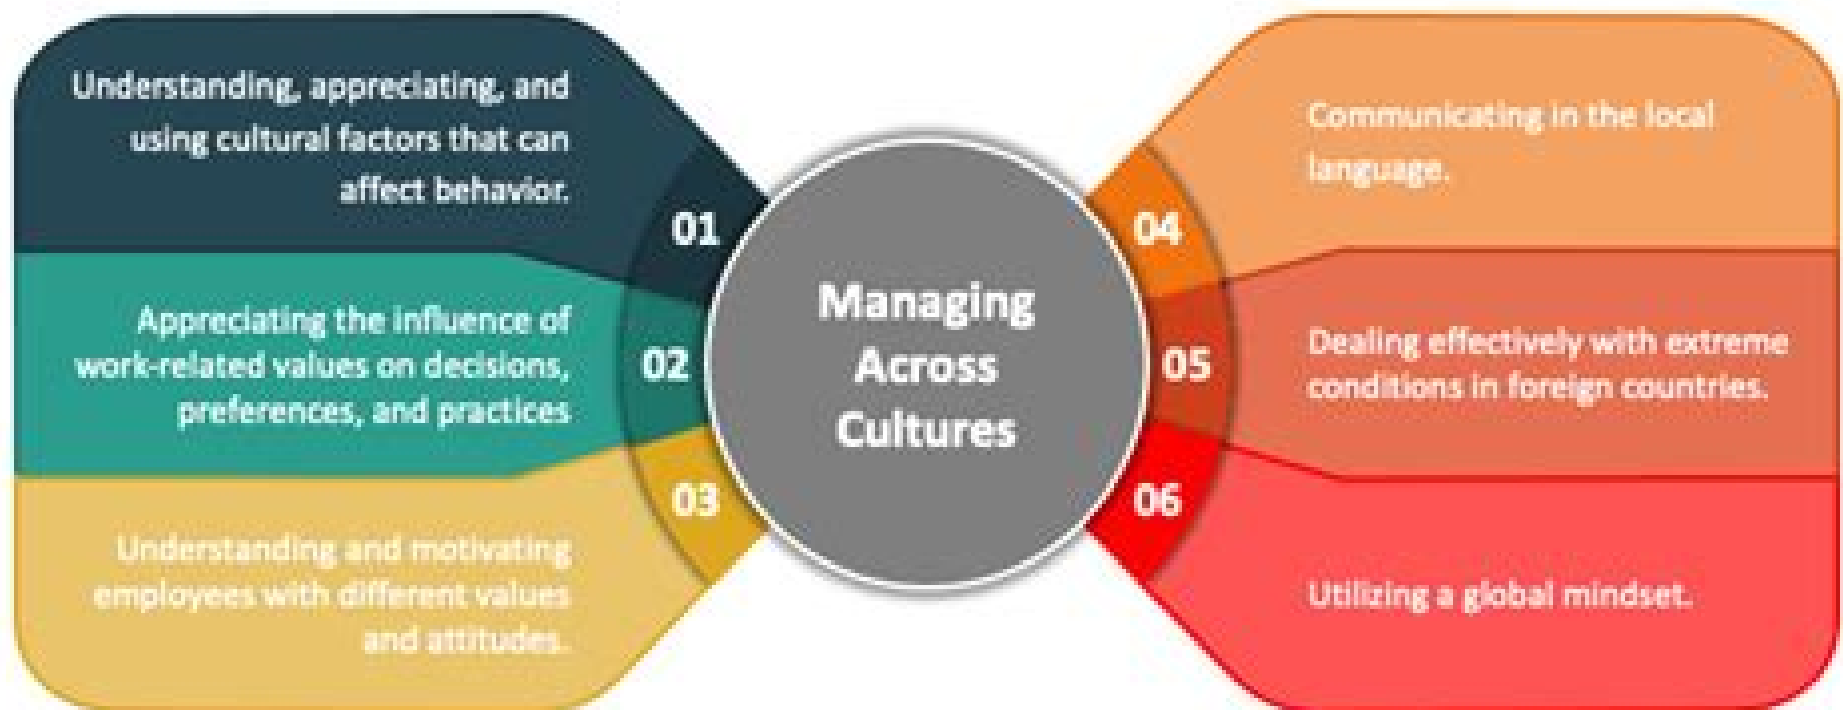 Understanding, appreciating, and
using cultural factors that can
affect behavior.
01
Appreciating the influence of
work-related values on decisions,
preferences, and practices
02
Understanding and motivating
employees with different values
and attitudes.
03
Managing
Across
Cultures
04
Communicating in the local
language.
05
Dealing effectively with extreme
conditions in foreign countries.
06
Utilizing a global mindset.